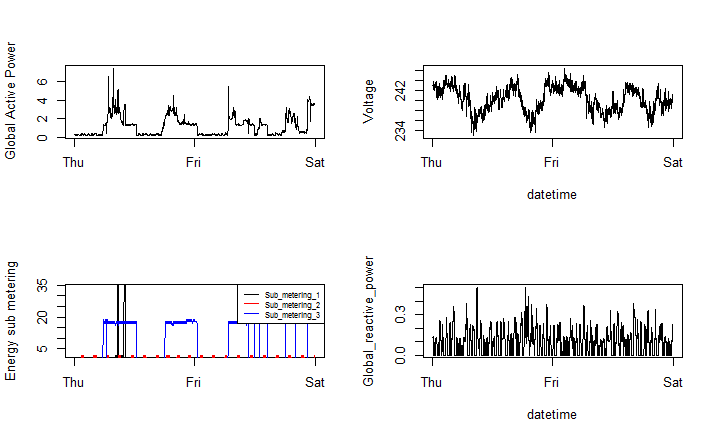 Global Active Power
0 2 4 6
Thu Fri Sat
Voltage
234 242
Thu Fri Sat
datetime
Energy sub metering
5 20 35
Sub_metering_1
Sub_metering_2
Sub_metering_3
Thu Fri Sat
Global_reactive_power
0.0 0.3
Thu Fri Sat
datetime